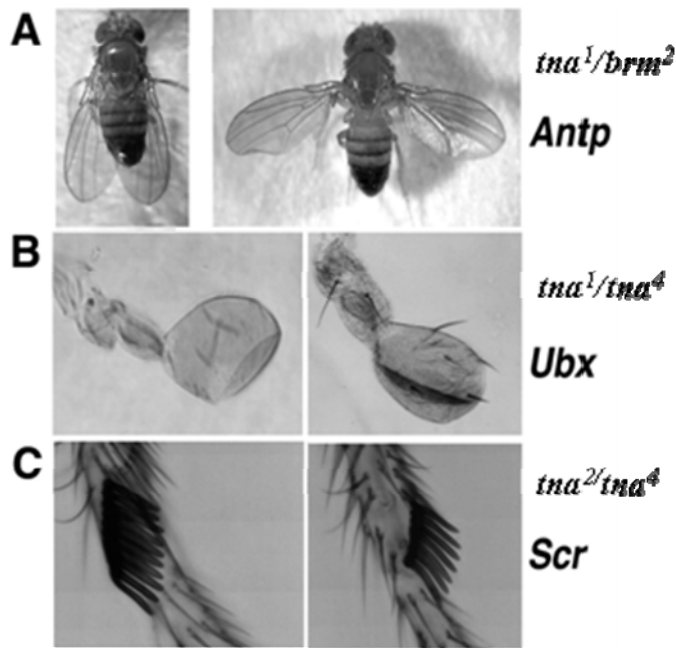 A
tna¹/brm²
Antp
B
tna¹/tna⁴
Ubx
C
tna²/tna⁴
Scr